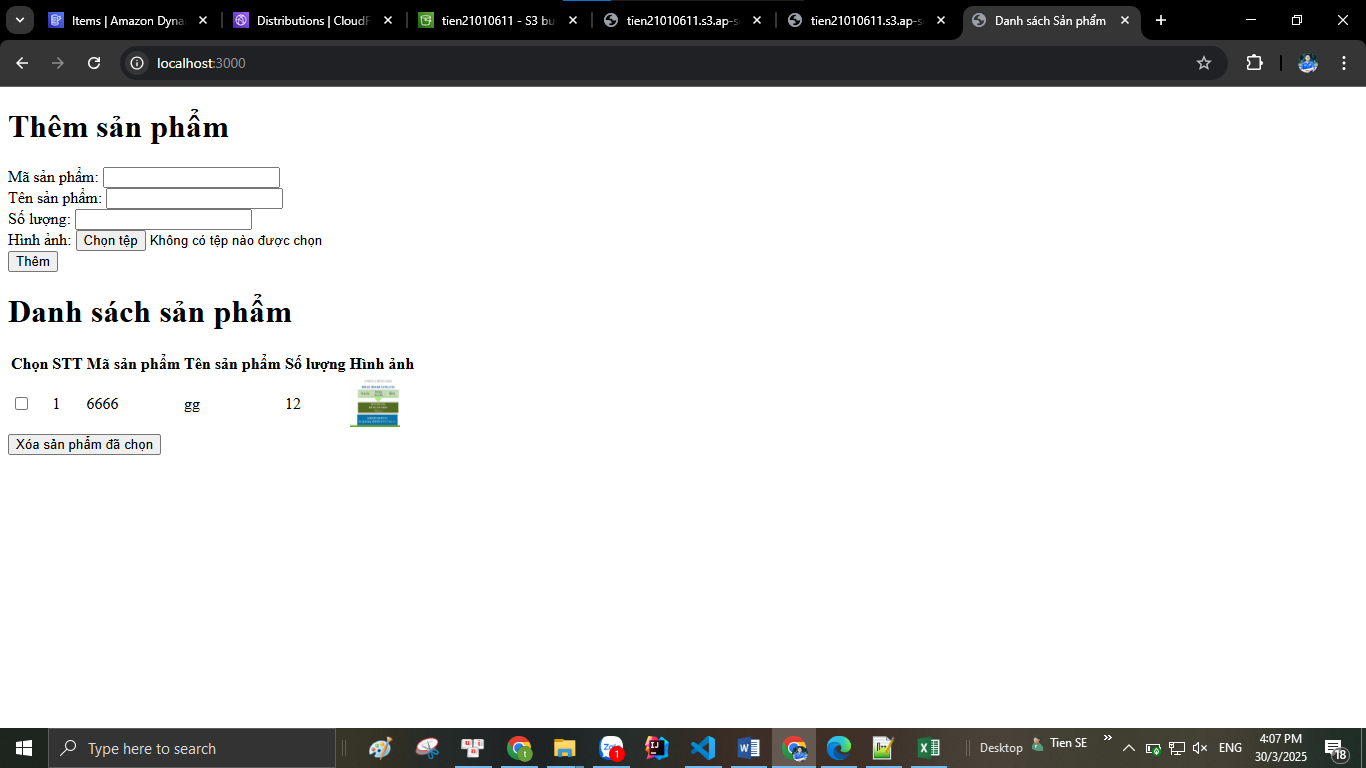 Items | Amazon Dyna
Distributions | CloudF
tien21010611 - S3 bu
tien21010611.s3.ap-s
tien21010611.s3.ap-s
Danh sách Sản phẩm
localhost:3000
Thêm sản phẩm
Mã sản phẩm:
Tên sản phẩm:
Số lượng:
Hình ảnh: Chọn tệp Không có tệp nào được chọn
Thêm
Danh sách sản phẩm
Chọn STT Mã sản phẩm Tên sản phẩm Số lượng Hình ảnh
1 6666 gg 12
Xóa sản phẩm đã chọn
Type here to search
Desktop
Tien SE
ENG
4:07 PM
30/3/2025
18